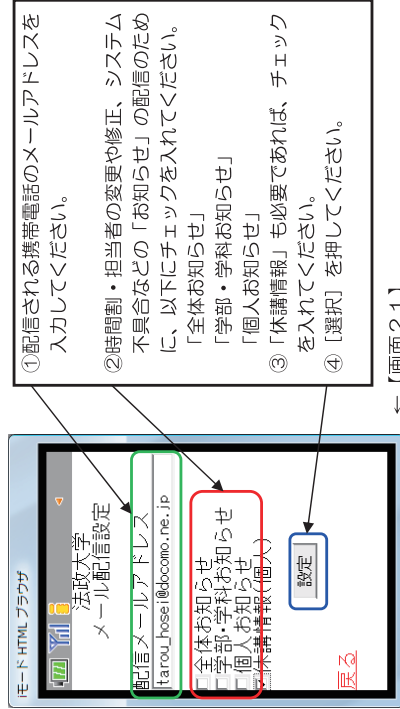 ①配信される携帯電話のメールアドレスを
入力してください。
②時間割・担当者の変更や修正、システム
不具合などの「お知らせ」の配信のため
に、以下にチェックを入れてください。
「全体お知らせ」
「学部・学科お知らせ」
「個人お知らせ」
③「休講情報」も必要であれば、チェック
を入れてください。
④［選択］を押してください。
←【画面２１】
iモード HTML ブラウザ
法政大学
メール配信設定
配信メールアドレス
tarou_hosei@docomo.ne.jp
全体お知らせ
学部・学科お知らせ
個人お知らせ
休講情報(個人)
設定
戻る